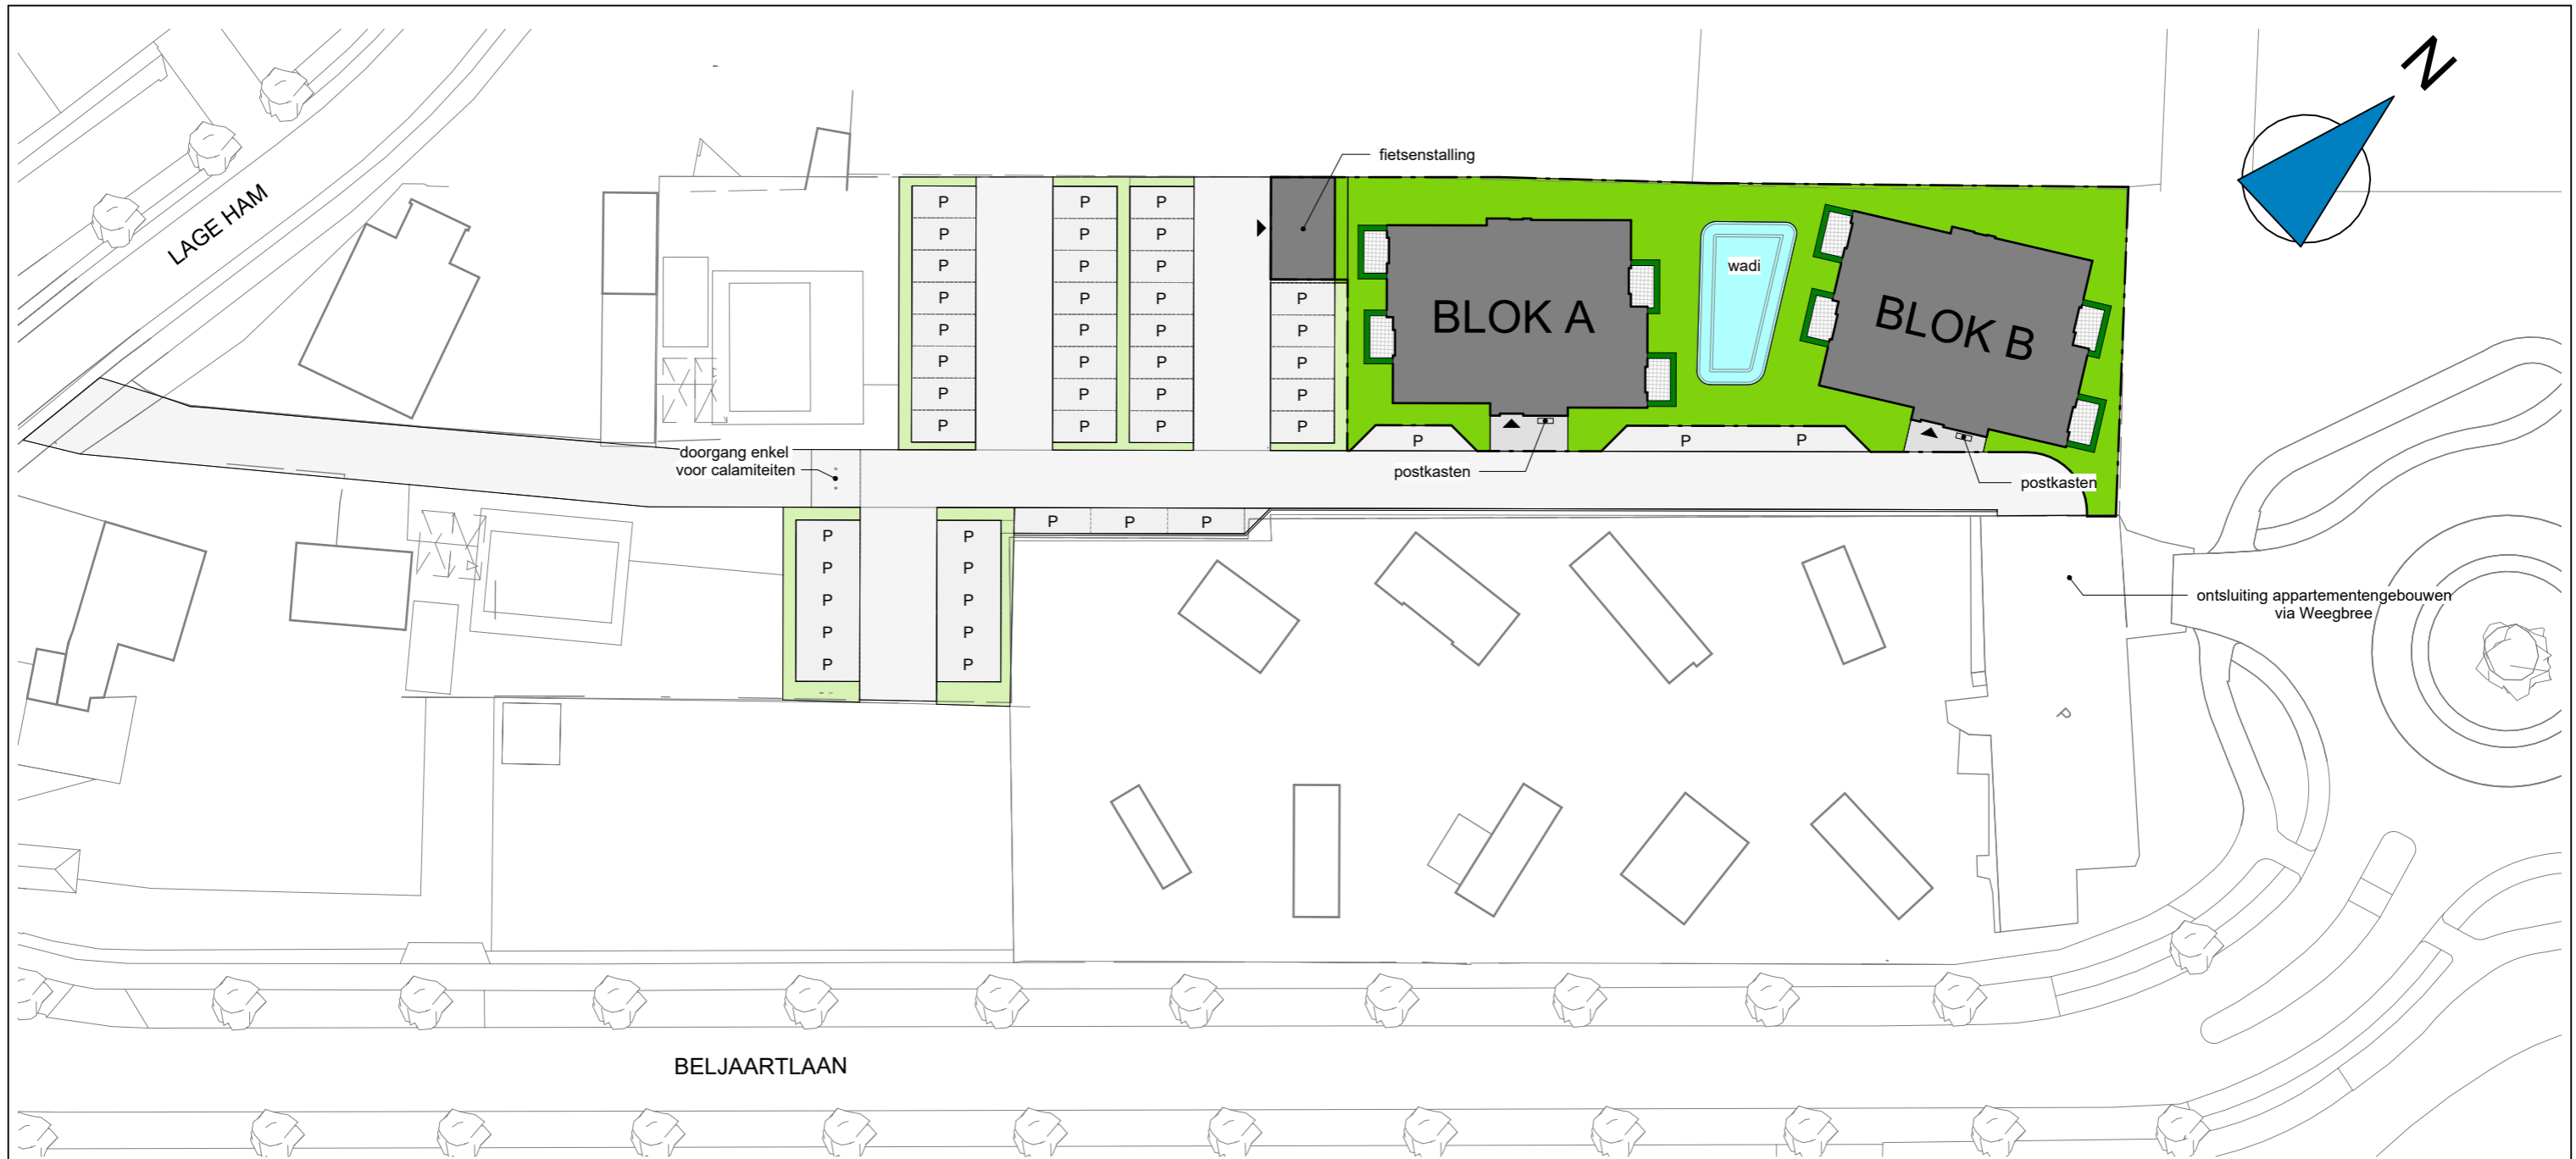 N
fietsenstalling
LAGE HAM
P P P
P P P
P P P
P P P P
P P P P
P P P P
P P P P
P P P P
wadi
BLOK A
BLOK B
P
P P
doorgang enkel
voor calamiteiten
postkasten
postkasten
P P P
P P
P P
P P
P P
P P
ontsluiting appartementengebouwen
via Weegbree
P
BELJAARTLAAN